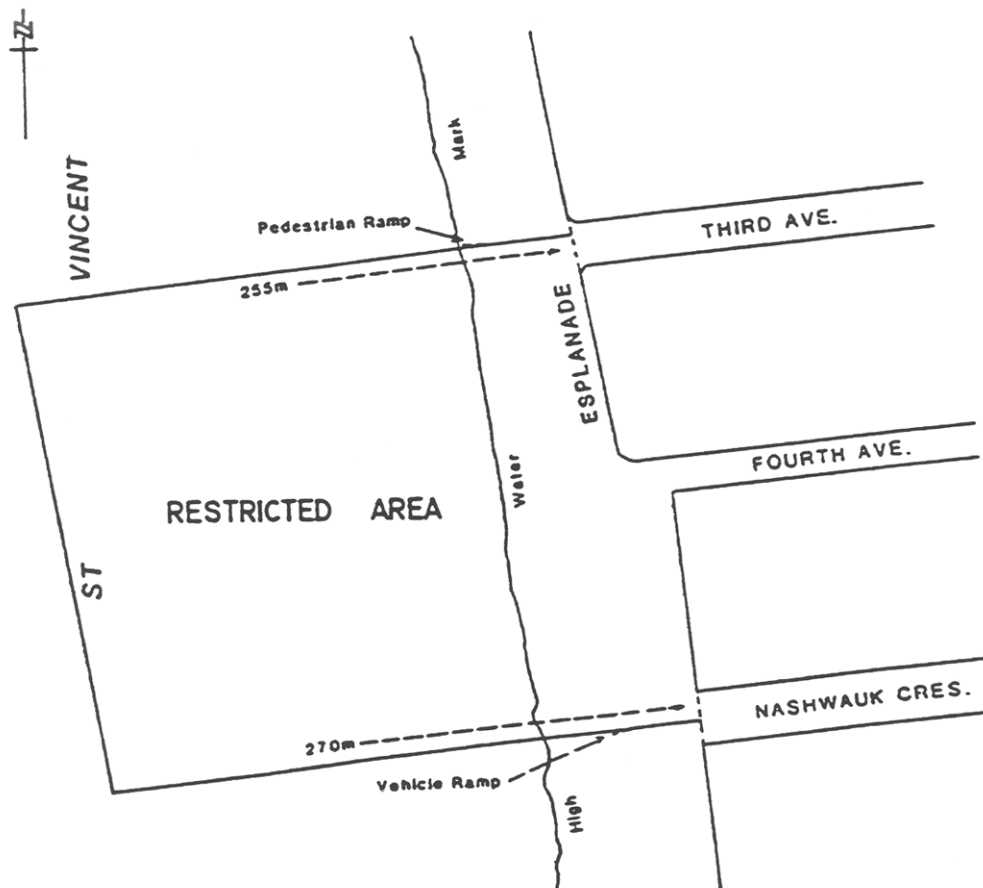 N
VINCENT
ST
Pedestrian Ramp
255m
Mark
Water
High
THIRD AVE.
ESPLANADE
FOURTH AVE.
RESTRICTED AREA
NASHWAUK CRES.
270m
Vehicle Ramp